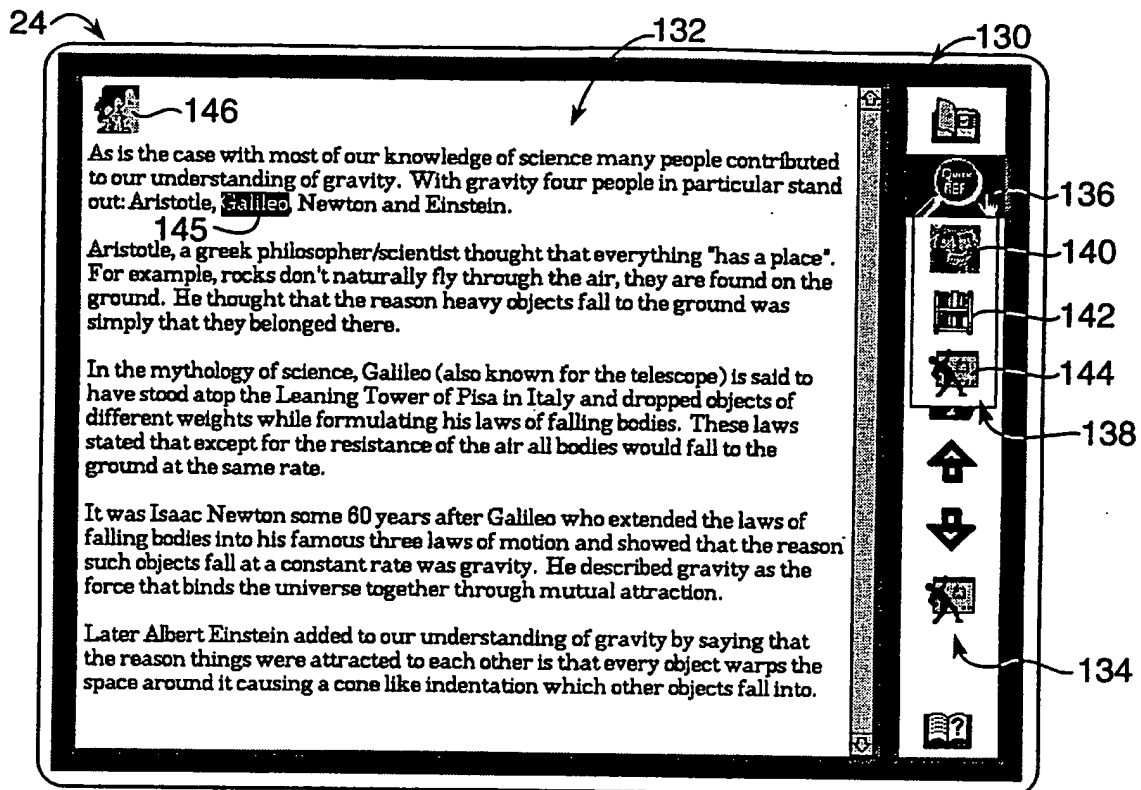 24
132
130
146
As is the case with most of our knowledge of science many people contributed
to our understanding of gravity. With gravity four people in particular stand
out: Aristotle, Galileo, Newton and Einstein.
145
Quick
REF
136
Aristotle, a greek philosopher/scientist thought that everything "has a place".
For example, rocks don't naturally fly through the air, they are found on the
ground. He thought that the reason heavy objects fall to the ground was
simply that they belonged there.
140
142
In the mythology of science, Galileo (also known for the telescope) is said to
have stood atop the Leaning Tower of Pisa in Italy and dropped objects of
different weights while formulating his laws of falling bodies. These laws
stated that except for the resistance of the air all bodies would fall to the
ground at the same rate.
144
138
It was Isaac Newton some 60 years after Galileo who extended the laws of
falling bodies into his famous three laws of motion and showed that the reason
such objects fall at a constant rate was gravity. He described gravity as the
force that binds the universe together through mutual attraction.
Later Albert Einstein added to our understanding of gravity by saying that
the reason things were attracted to each other is that every object warps the
space around it causing a cone like indentation which other objects fall into.
134
?